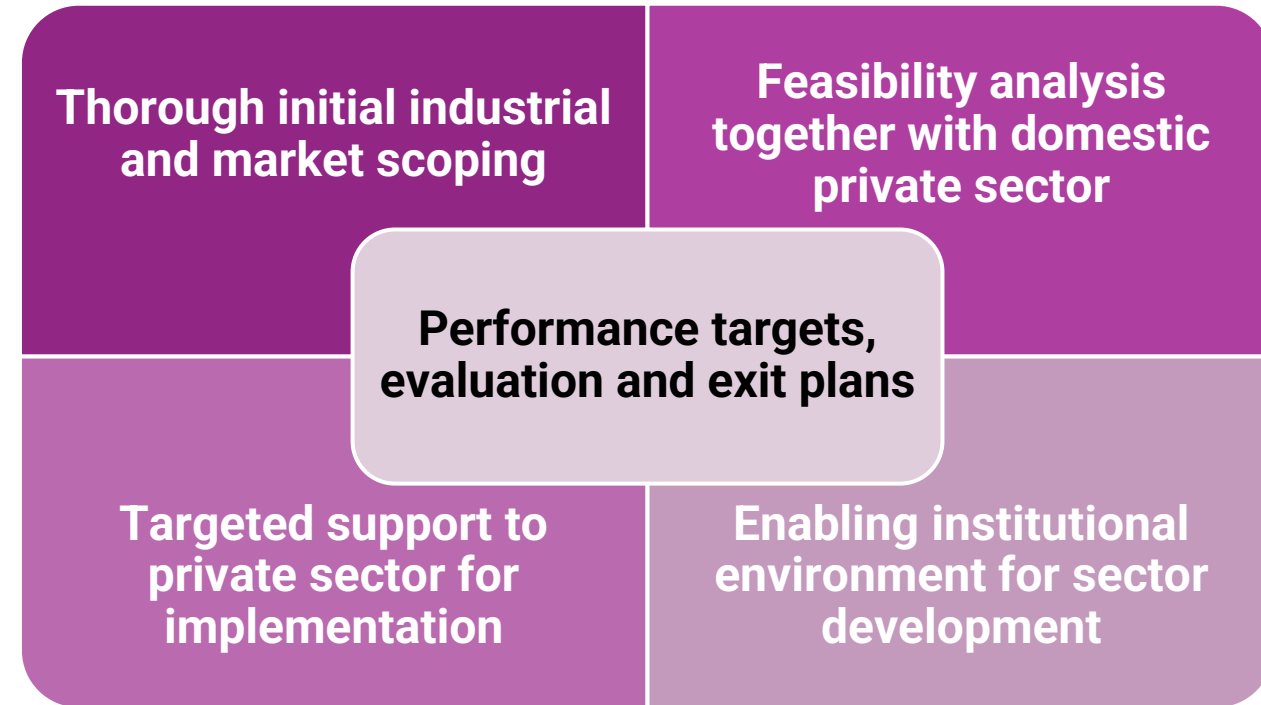 Thorough initial industrial
and market scoping
Feasibility analysis
together with domestic
private sector
Performance targets,
evaluation and exit plans
Targeted support to
private sector for
implementation
Enabling institutional
environment for sector
development